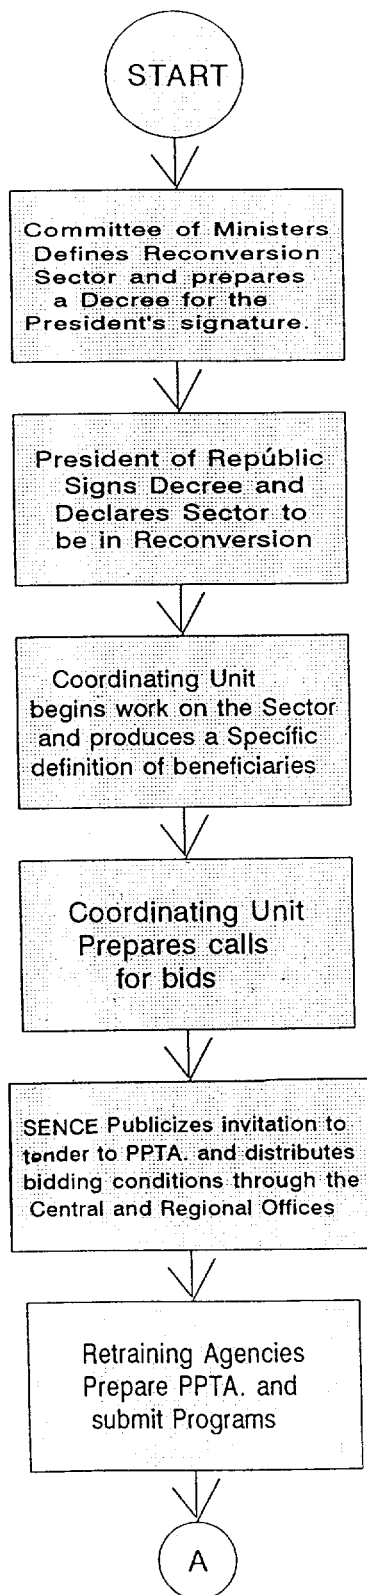 START
Committee of Ministers
Defines Reconversion
Sector and prepares
a Decree for the
President's signature.
President of Repúblic
Signs Decree and
Declares Sector to
be in Reconversion
Coordinating Unit
begins work on the Sector
and produces a Specífic
definition of beneficiaries
Coordinating Unit
Prepares calls
for bids
SENCE Publicizes invitation to
tender to PPTA. and distributes
bidding conditions through the
Central and Regional Offices
Retraining Agencies
Prepare PPTA. and
submit Programs
A